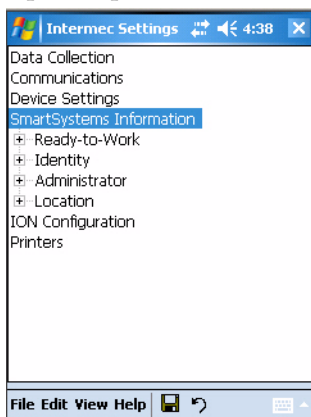 Intermec Settings 4:38
Data Collection
Communications
Device Settings
SmartSystems Information
Ready-to-Work
Identity
Administrator
Location
ION Configuration
Printers
File Edit View Help